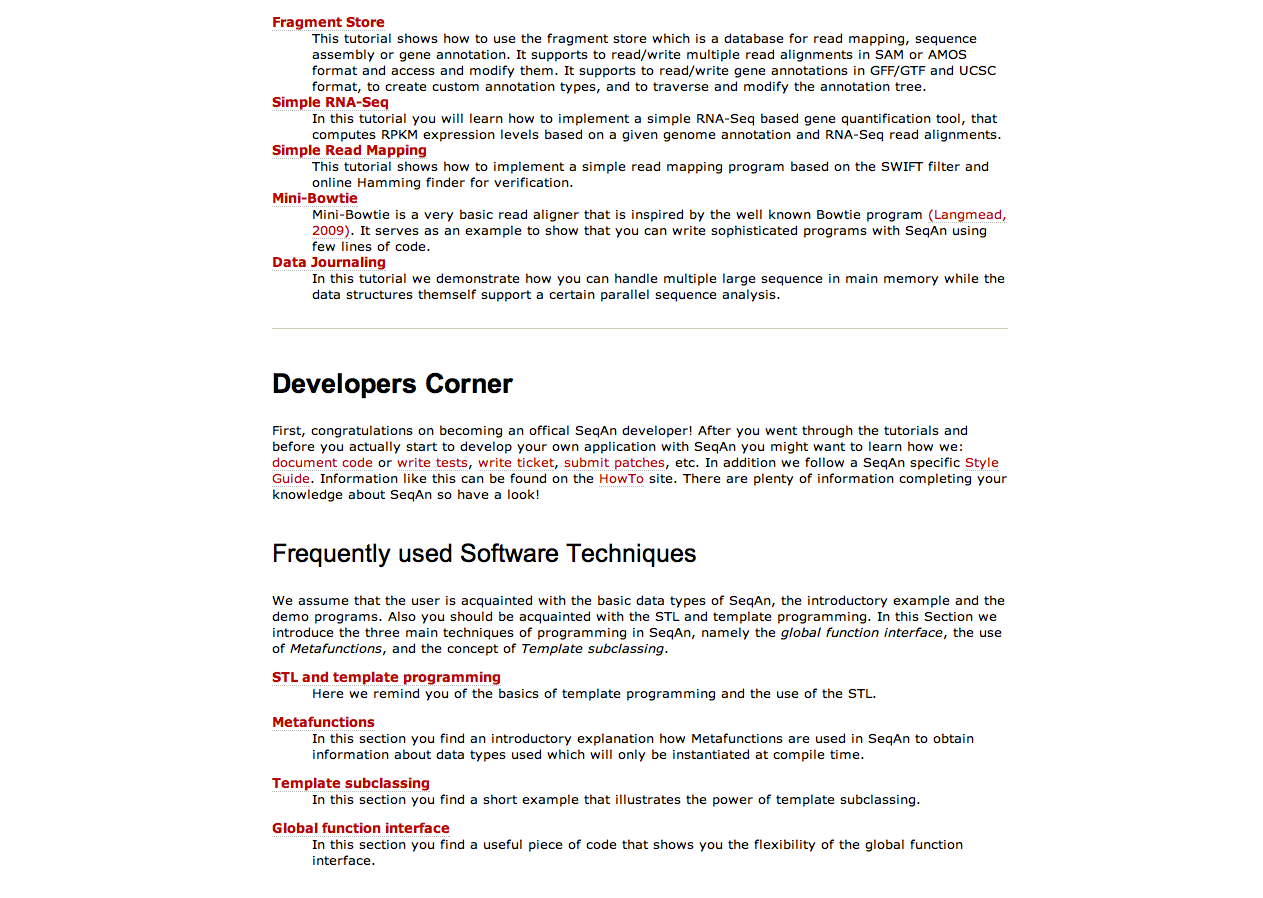 Fragment Store
This tutorial shows how to use the fragment store which is a database for read mapping, sequence
assembly or gene annotation. It supports to read/write multiple read alignments in SAM or AMOS
format and access and modify them. It supports to read/write gene annotations in GFF/GTF and UCSC
format, to create custom annotation types, and to traverse and modify the annotation tree.
Simple RNA-Seq
In this tutorial you will learn how to implement a simple RNA-Seq based gene quantification tool, that
computes RPKM expression levels based on a given genome annotation and RNA-Seq read alignments.
Simple Read Mapping
This tutorial shows how to implement a simple read mapping program based on the SWIFT filter and
online Hamming finder for verification.
Mini-Bowtie
Mini-Bowtie is a very basic read aligner that is inspired by the well known Bowtie program (Langmead,
2009). It serves as an example to show that you can write sophisticated programs with SeqAn using
few lines of code.
Data Journaling
In this tutorial we demonstrate how you can handle multiple large sequence in main memory while the
data structures themself support a certain parallel sequence analysis.
Developers Corner
First, congratulations on becoming an offical SeqAn developer! After you went through the tutorials and
before you actually start to develop your own application with SeqAn you might want to learn how we:
document code or write tests, write ticket, submit patches, etc. In addition we follow a SeqAn specific Style
Guide. Information like this can be found on the HowTo site. There are plenty of information completing your
knowledge about SeqAn so have a look!
Frequently used Software Techniques
We assume that the user is acquainted with the basic data types of SeqAn, the introductory example and the
demo programs. Also you should be acquainted with the STL and template programming. In this Section we
introduce the three main techniques of programming in SeqAn, namely the global function interface, the use
of Metafunctions, and the concept of Template subclassing.
STL and template programming
Here we remind you of the basics of template programming and the use of the STL.
Metafunctions
In this section you find an introductory explanation how Metafunctions are used in SeqAn to obtain
information about data types used which will only be instantiated at compile time.
Template subclassing
In this section you find a short example that illustrates the power of template subclassing.
Global function interface
In this section you find a useful piece of code that shows you the flexibility of the global function
interface.